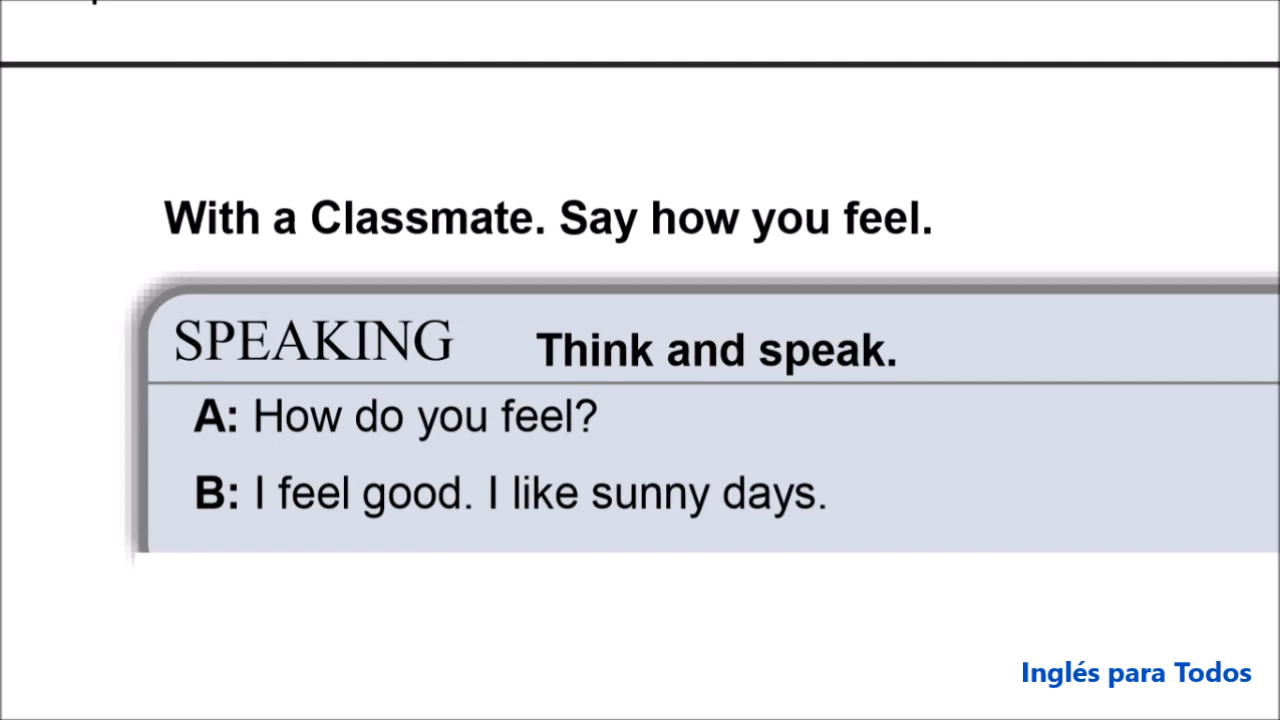 With a Classmate. Say how you feel.
SPEAKING Think and speak.
A: How do you feel?
B: I feel good. I like sunny days.
Inglés para Todos